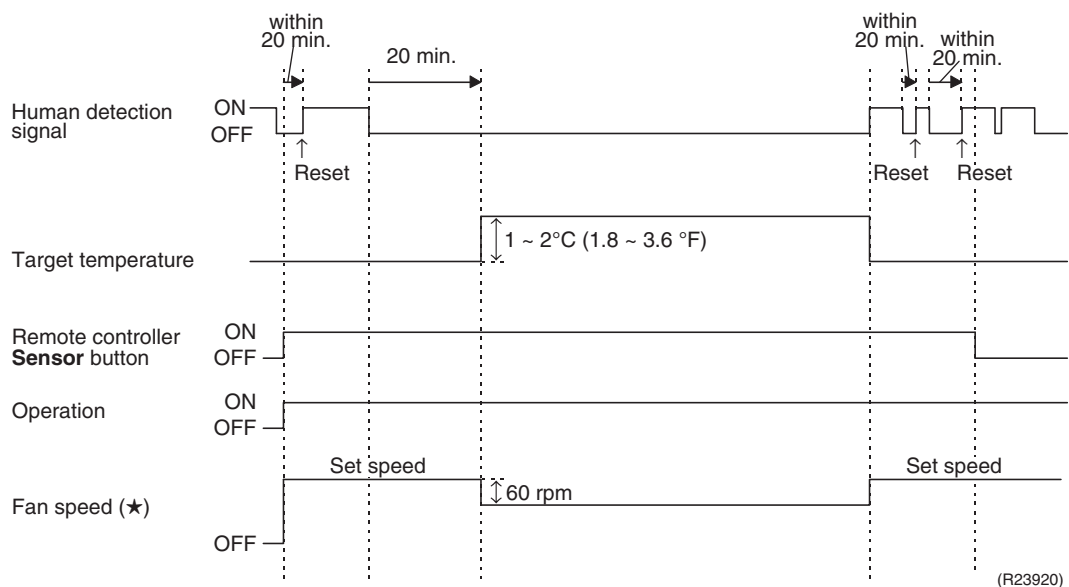 within
20 min.
20 min.
within
20 min.
within
20 min.
Human detection
signal
ON
OFF
Reset
Reset
Reset
Target temperature
1 ~ 2°C (1.8 ~ 3.6 °F)
Remote controller
Sensor button
ON
OFF
Operation
ON
OFF
Set speed
Set speed
Fan speed (★)
60 rpm
OFF
(R23920)